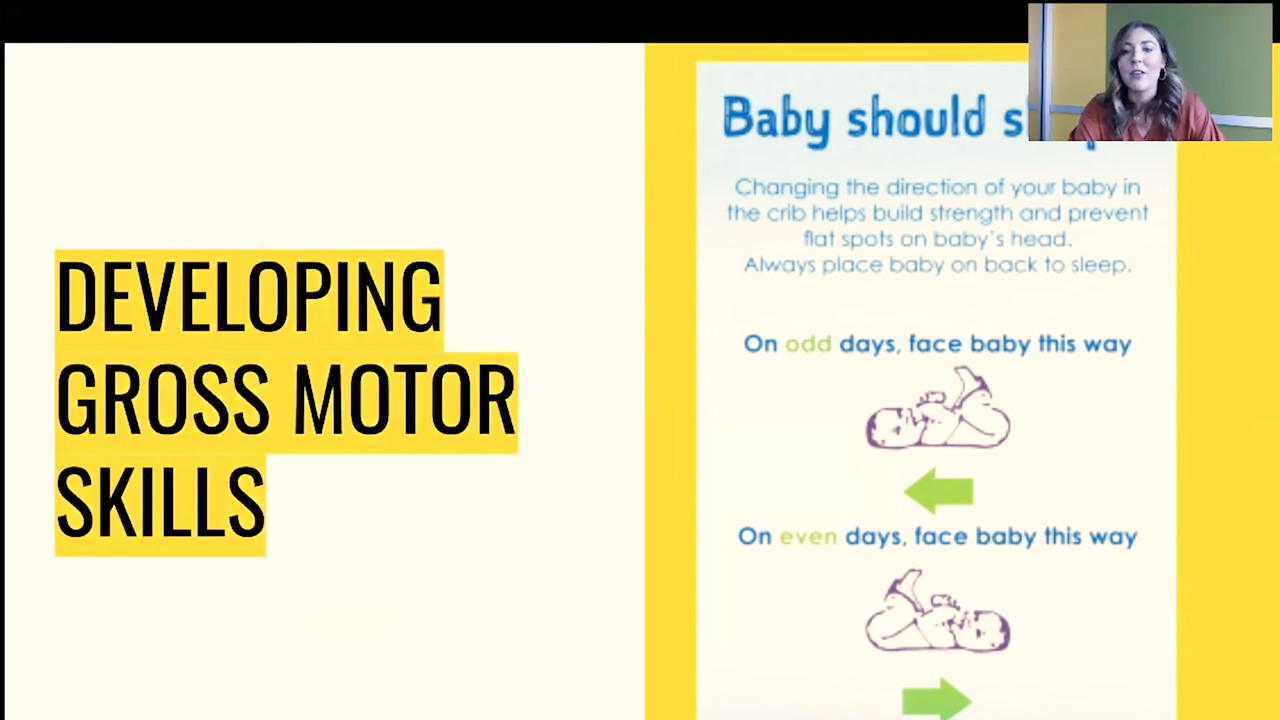 DEVELOPING
GROSS MOTOR
SKILLS
Baby should
Changing the direction of your baby in
the crib helps build strength and prevent
flat spots on baby's head.
Always place baby on back to sleep.
On odd days, face baby this way
On even days, face baby this way